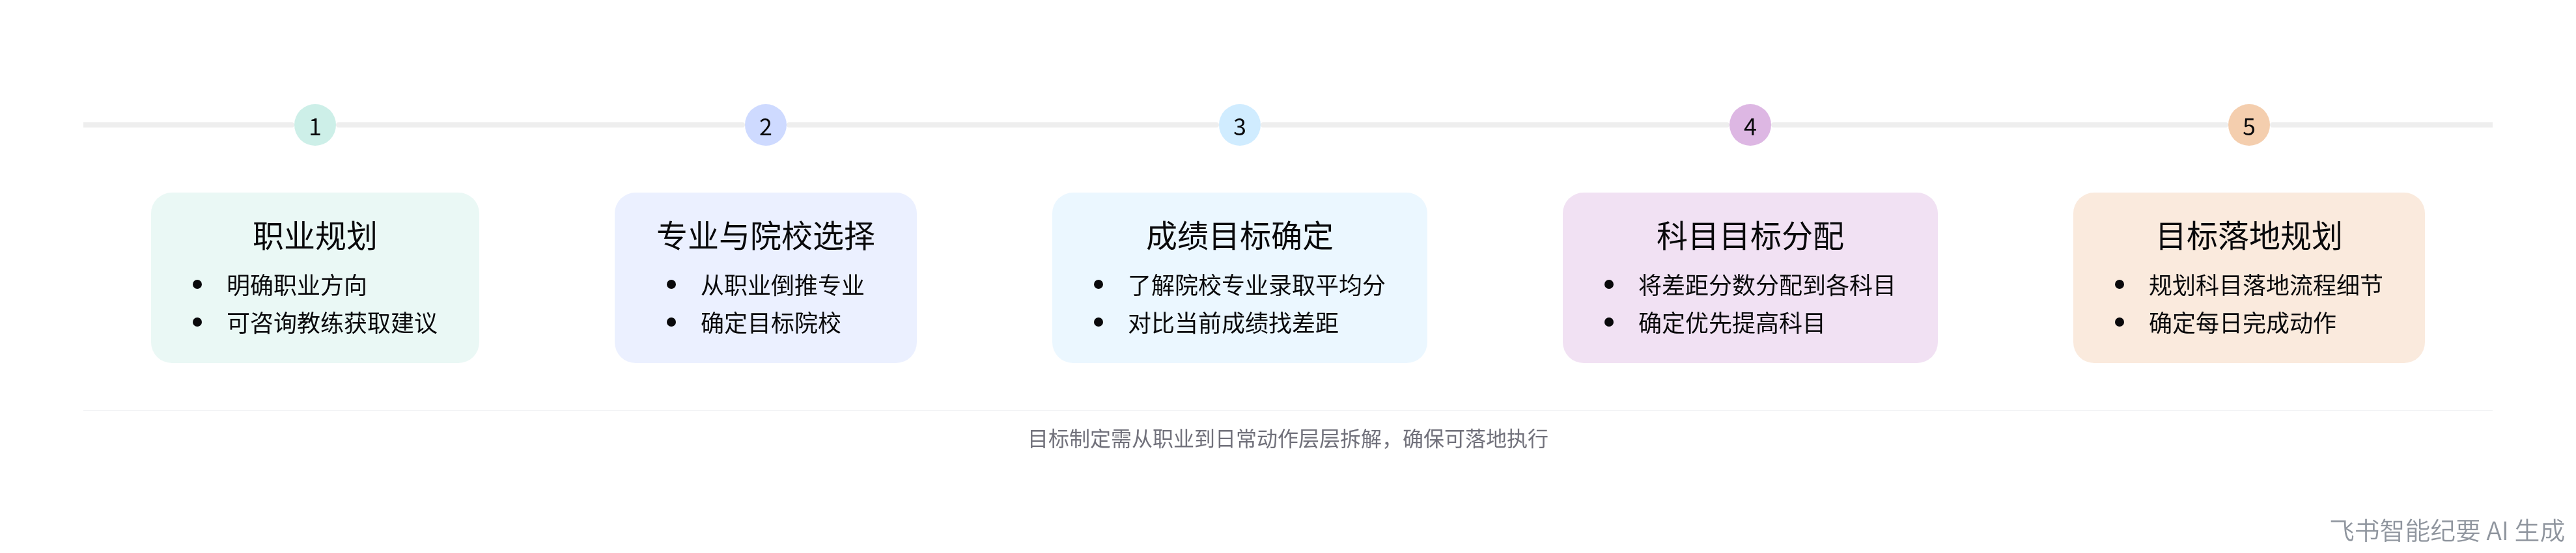 1
2
3
4
5
职业规划
• 明确职业方向
• 可咨询教练获取建议
专业与院校选择
• 从职业倒推专业
• 确定目标院校
成绩目标确定
• 了解院校专业录取平均分
• 对比当前成绩找差距
科目目标分配
• 将差距分数分配到各科目
• 确定优先提高科目
目标落地规划
• 规划科目落地流程细节
• 确定每日完成动作
目标制定需从职业到日常动作层层拆解，确保可落地执行
飞书智能纪要 AI 生成